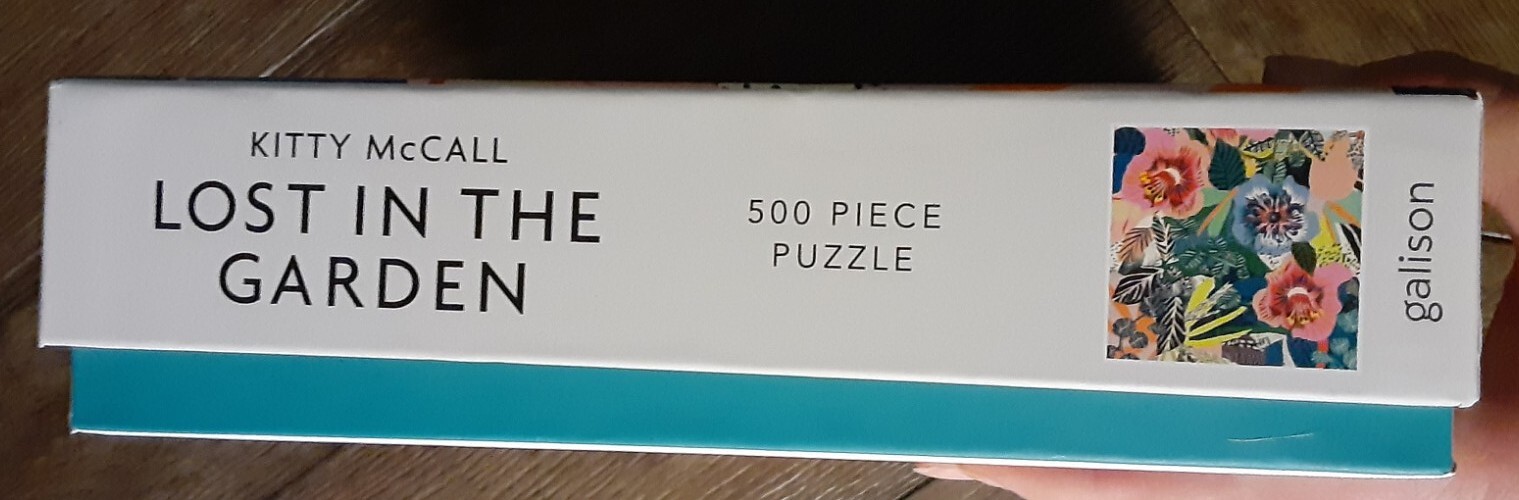 KITTY McCALL
LOST IN THE
GARDEN
500 PIECE
PUZZLE
galison